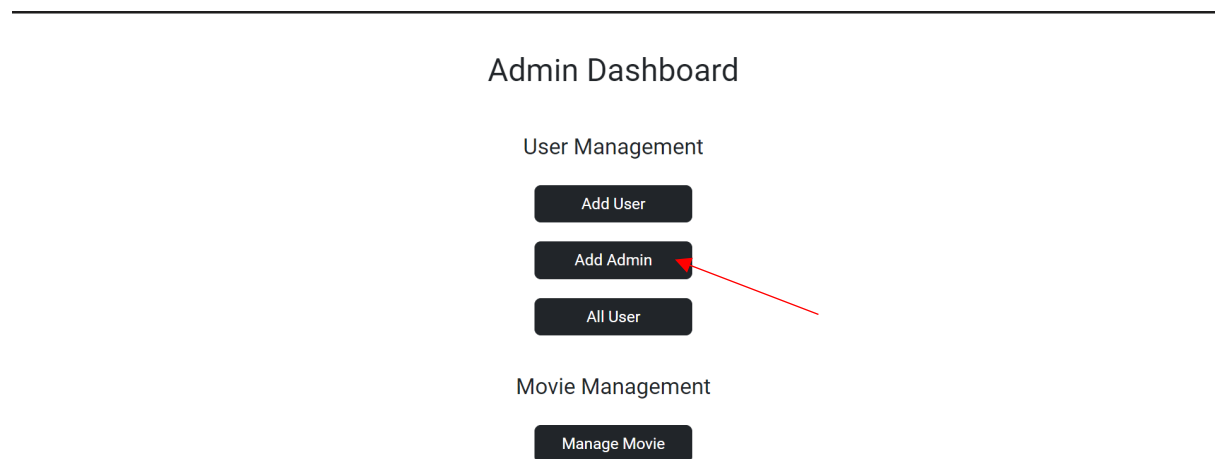 Admin Dashboard
User Management
Add User
Add Admin
All User
Movie Management
Manage Movie